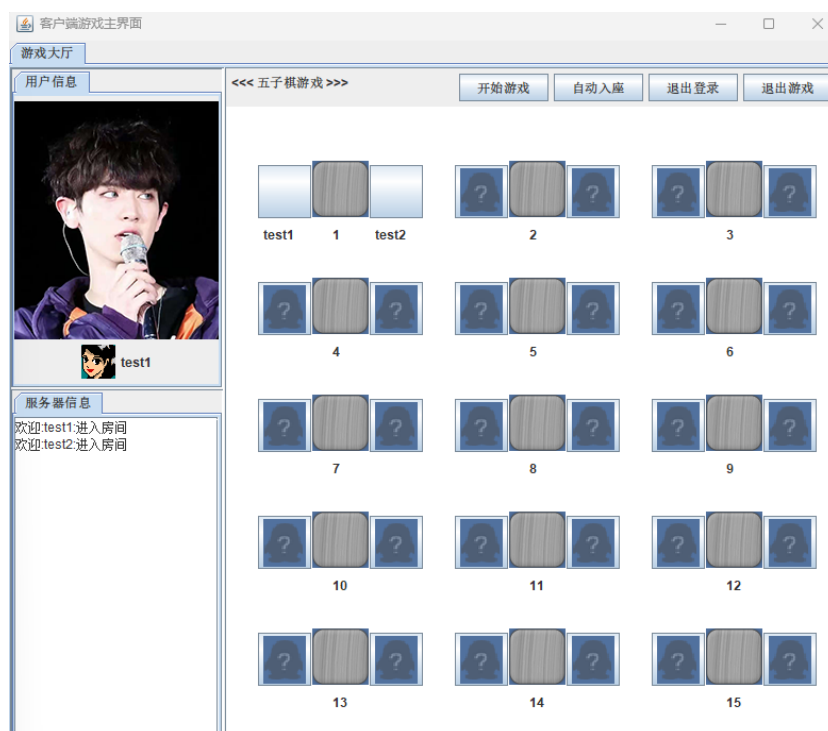 客户端游戏主界面
游戏大厅
用户信息
test1
服务器信息
欢迎:test1:进入房间
欢迎:test2:进入房间
<<< 五子棋游戏 >>>
开始游戏
自动入座
退出登录
退出游戏
test1 1 test2
2
3
4
5
6
7
8
9
10
11
12
13
14
15